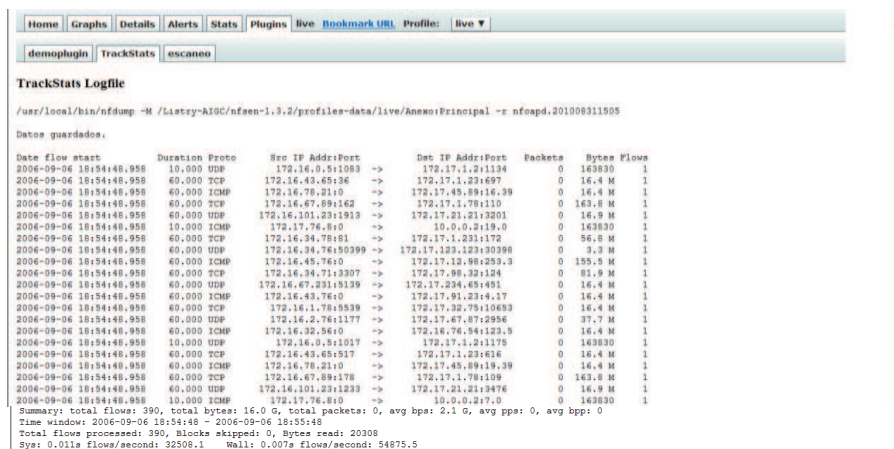 Home Graphs Details Alerts Stats Plugins live Bookmark URL Profile: live ▼
demoplugin TrackStats escaneo
TrackStats Logfile
/usr/local/bin/nfdump -M /Listry-AIGC/nfsen-1.3.2/profiles-data/live/Anexo:Principal -r nfcapd.201008311505
Datos guardados.
Date flow start Duration Proto Src IP Addr:Port Dst IP Addr:Port Packets Bytes Flows
2006-09-06 18:54:48.958 10.000 UDP 172.16.0.5:1083 -> 172.17.1.2:1134 0 163830 1
2006-09-06 18:54:48.958 60.000 TCP 172.16.43.65:36 -> 172.17.1.23:697 0 16.4 M 1
2006-09-06 18:54:48.958 60.000 ICMP 172.16.78.21:0 -> 172.17.45.89:16.39 0 16.4 M 1
2006-09-06 18:54:48.958 60.000 TCP 172.16.67.89:162 -> 172.17.1.78:110 0 163.8 M 1
2006-09-06 18:54:48.958 60.000 UDP 172.16.101.23:1913 -> 172.17.21.21:3201 0 16.9 M 1
2006-09-06 18:54:48.958 10.000 ICMP 172.17.76.8:0 -> 10.0.0.2:19.0 0 163830 1
2006-09-06 18:54:48.958 60.000 TCP 172.16.34.78:81 -> 172.17.1.231:172 0 56.8 M 1
2006-09-06 18:54:48.958 60.000 UDP 172.16.34.76:50399 -> 172.17.123.123:30398 0 3.3 M 1
2006-09-06 18:54:48.958 60.000 ICMP 172.16.45.76:0 -> 172.17.12.98:253.3 0 155.5 M 1
2006-09-06 18:54:48.958 60.000 TCP 172.16.34.71:3307 -> 172.17.98.32:124 0 81.9 M 1
2006-09-06 18:54:48.958 60.000 UDP 172.16.67.231:5139 -> 172.17.234.65:451 0 16.4 M 1
2006-09-06 18:54:48.958 60.000 ICMP 172.16.43.76:0 -> 172.17.91.23:4.17 0 16.4 M 1
2006-09-06 18:54:48.958 60.000 TCP 172.16.1.78:5539 -> 172.17.32.75:10653 0 16.4 M 1
2006-09-06 18:54:48.958 60.000 UDP 172.16.2.76:1177 -> 172.17.67.87:2956 0 37.7 M 1
2006-09-06 18:54:48.958 60.000 ICMP 172.16.32.56:0 -> 172.16.76.54:123.5 0 16.4 M 1
2006-09-06 18:54:48.958 10.000 UDP 172.16.0.5:1017 -> 172.17.1.2:1175 0 163830 1
2006-09-06 18:54:48.958 60.000 TCP 172.16.43.65:517 -> 172.17.1.23:616 0 16.4 M 1
2006-09-06 18:54:48.958 60.000 ICMP 172.16.78.21:0 -> 172.17.45.89:19.39 0 16.4 M 1
2006-09-06 18:54:48.958 60.000 TCP 172.16.67.89:178 -> 172.17.1.78:109 0 163.8 M 1
2006-09-06 18:54:48.958 60.000 UDP 172.16.101.23:1233 -> 172.17.21.21:3476 0 16.9 M 1
2006-09-06 18:54:48.958 10.000 ICMP 172.17.76.8:0 -> 10.0.0.2:7.0 0 163830 1
Summary: total flows: 390, total bytes: 16.0 G, total packets: 0, avg bps: 2.1 G, avg pps: 0, avg bpp: 0
Time window: 2006-09-06 18:54:48 - 2006-09-06 18:55:48
Total flows processed: 390, Blocks skipped: 0, Bytes read: 20308
Sys: 0.011s flows/second: 32508.1 Wall: 0.007s flows/second: 54875.5